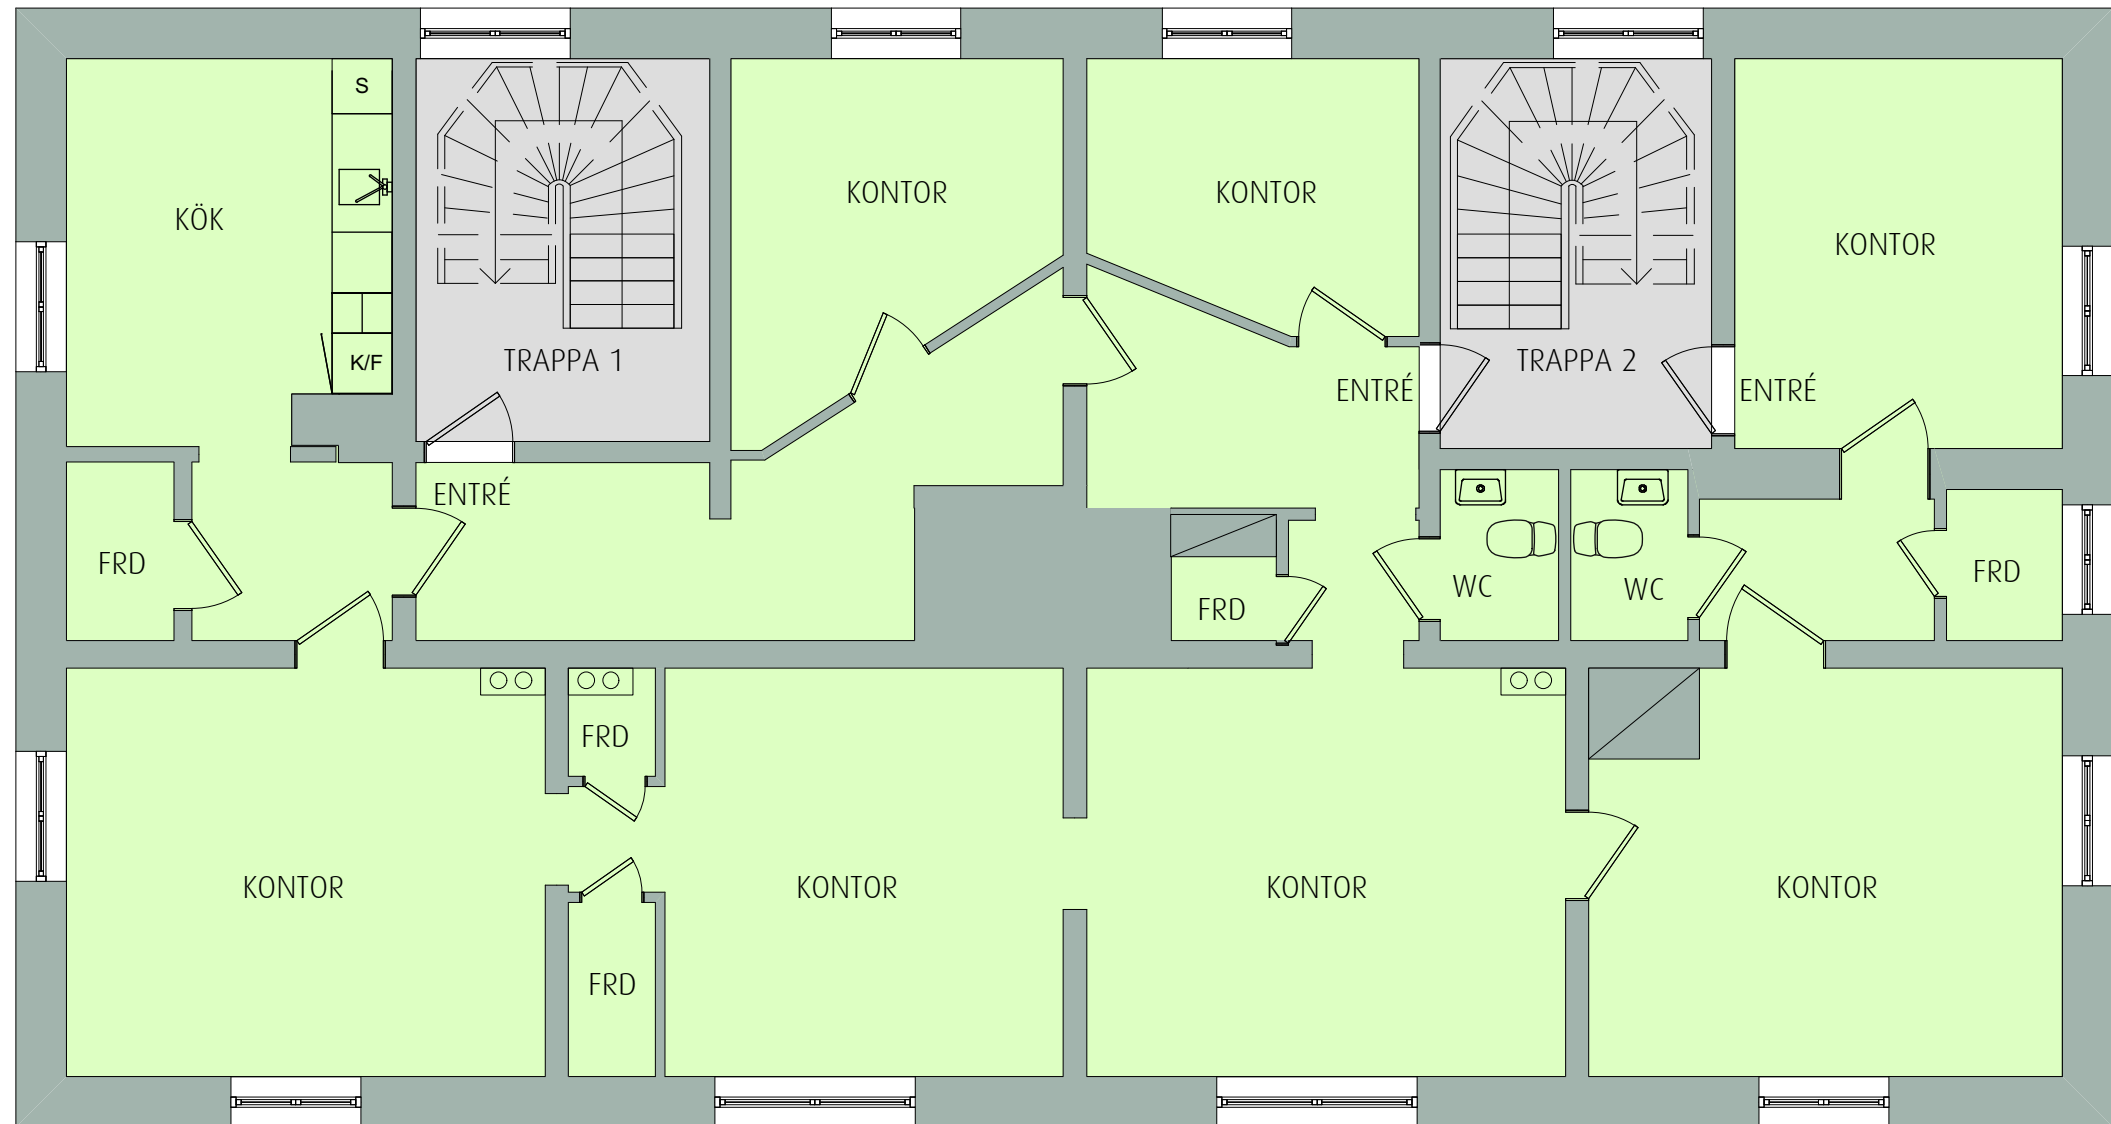 S
KÖK
KONTOR
KONTOR
KONTOR
K/F
TRAPPA 1
TRAPPA 2
ENTRÉ
ENTRÉ
ENTRÉ
FRD
FRD
WC
WC
FRD
FRD
KONTOR
KONTOR
KONTOR
KONTOR
FRD